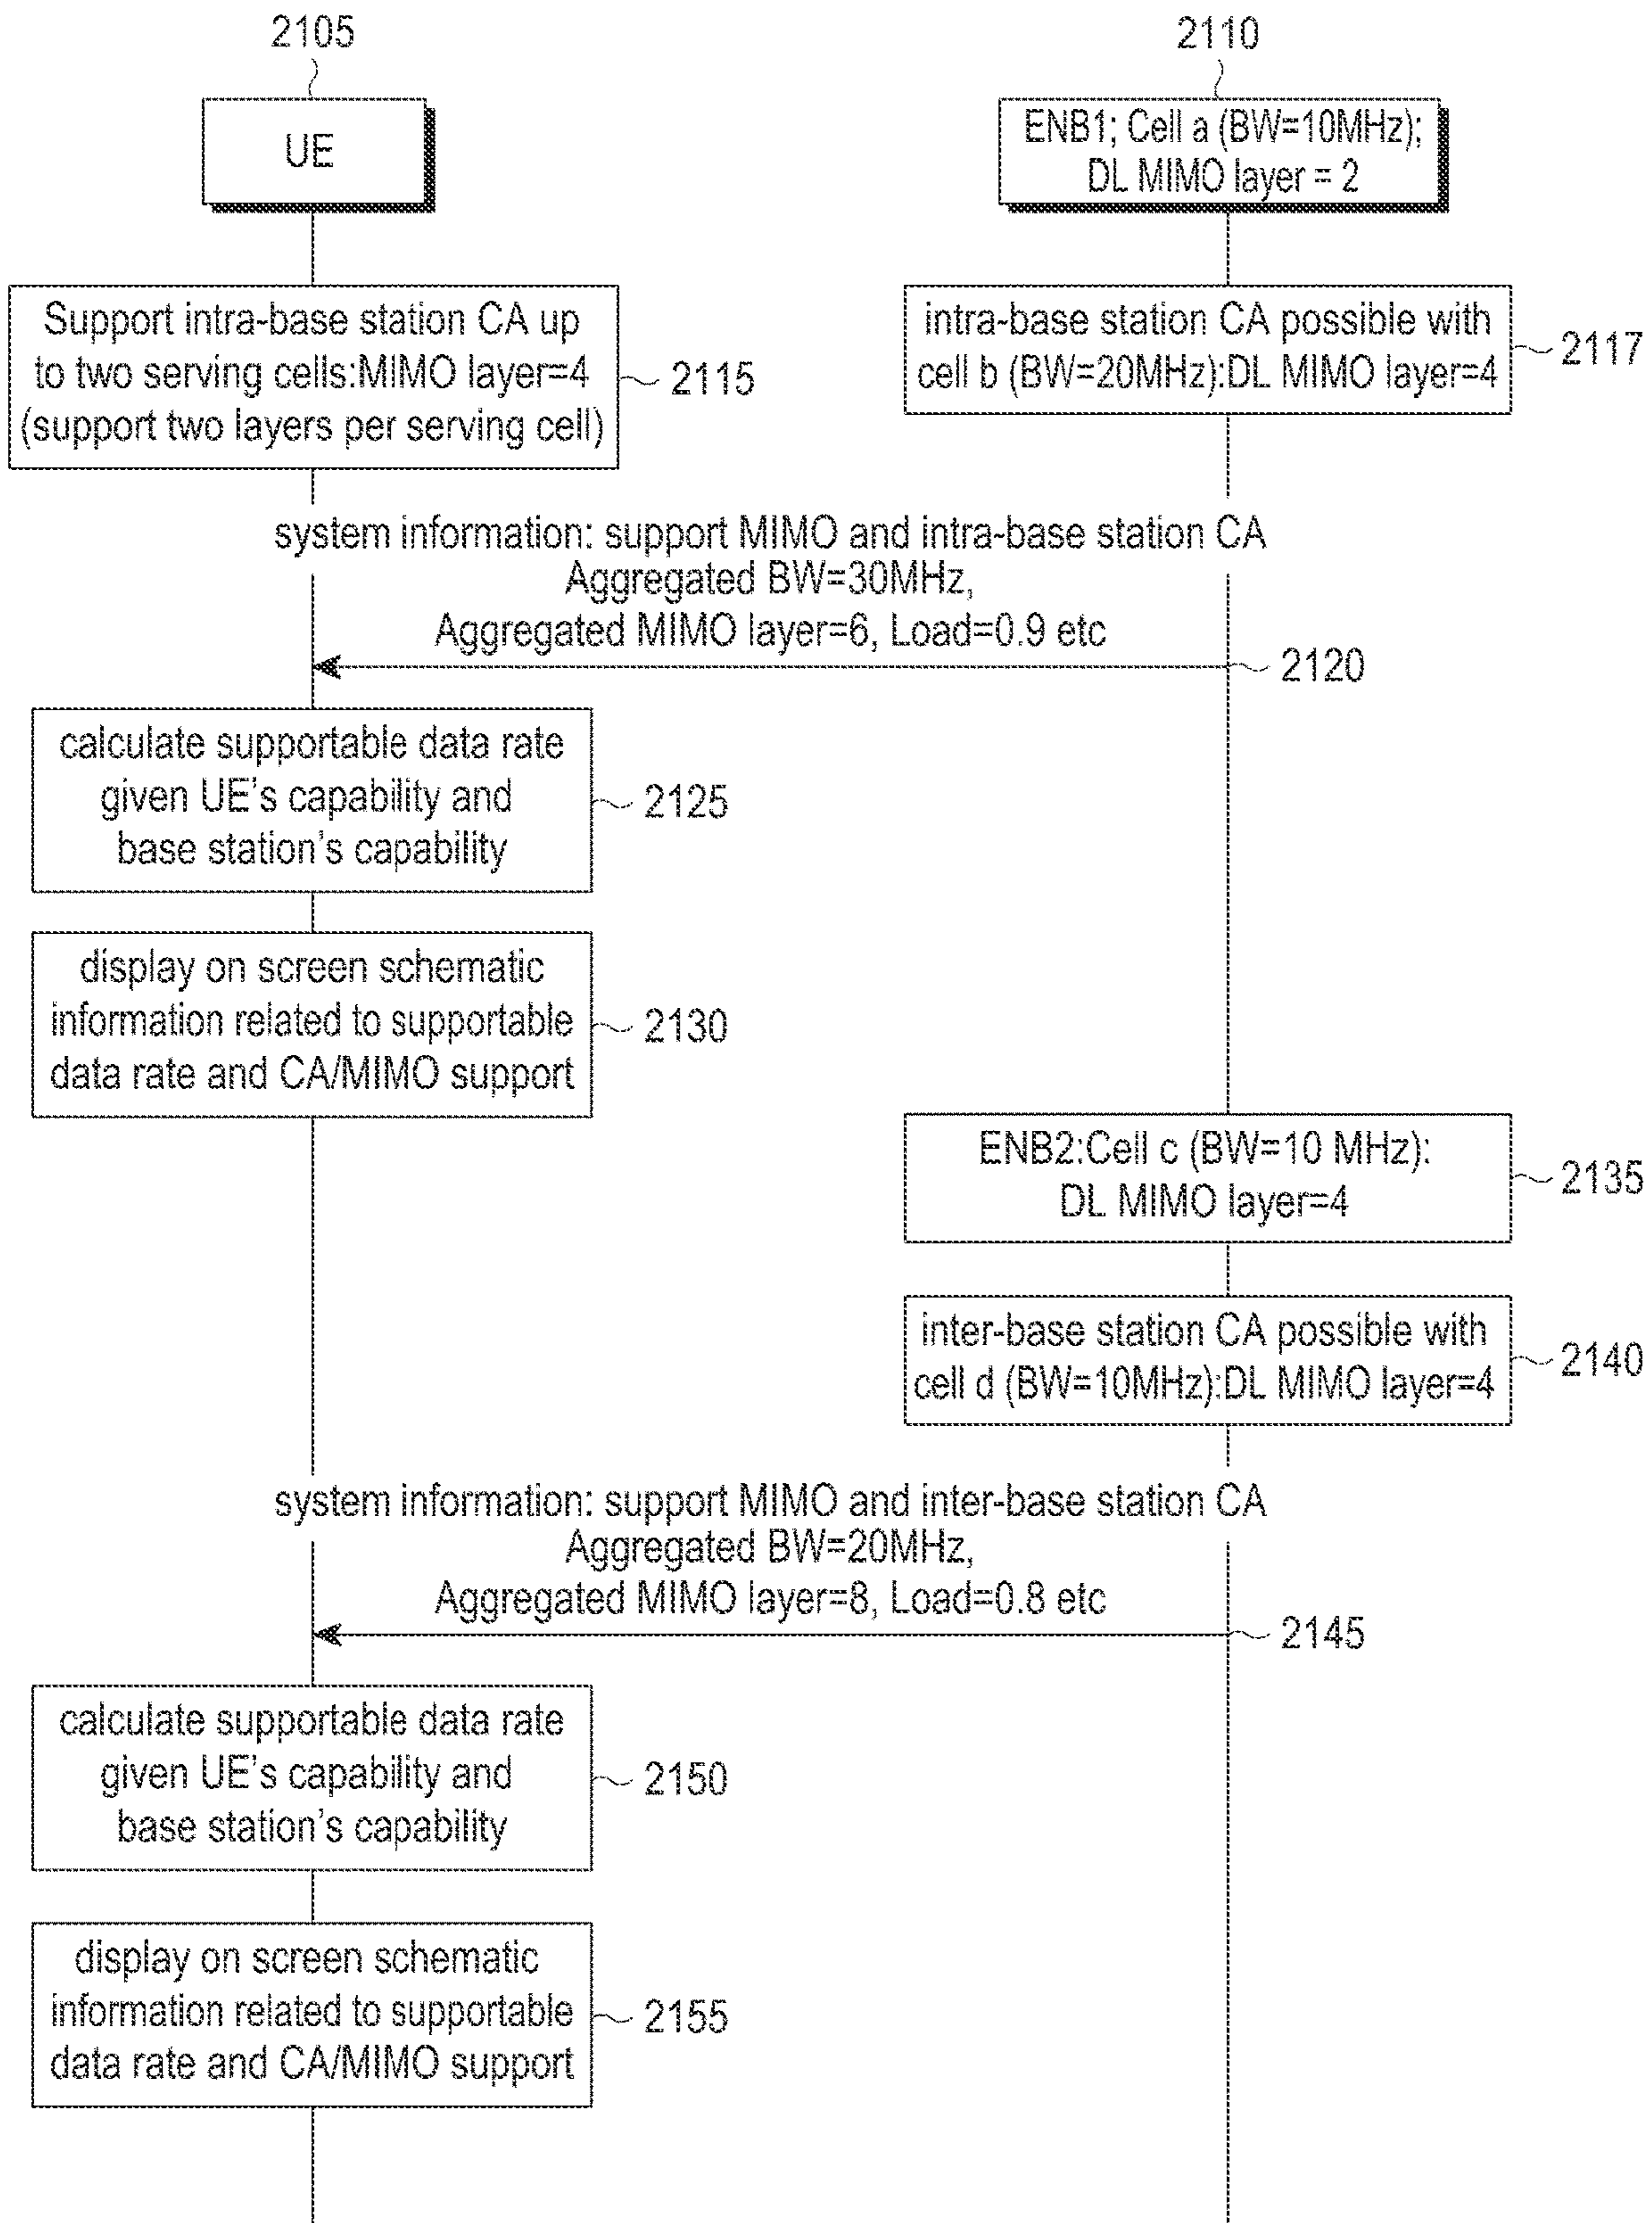 2105
2110
UE
ENB1; Cell a (BW=10MHz);
DL MIMO layer = 2
Support intra-base station CA up
to two serving cells:MIMO layer=4
(support two layers per serving cell)
2115
intra-base station CA possible with
cell b (BW=20MHz):DL MIMO layer=4
2117
system information: support MIMO and intra-base station CA
Aggregated BW=30MHz,
Aggregated MIMO layer=6, Load=0.9 etc
2120
calculate supportable data rate
given UE's capability and
base station's capability
2125
display on screen schematic
information related to supportable
data rate and CA/MIMO support
2130
ENB2:Cell c (BW=10 MHz):
DL MIMO layer=4
2135
inter-base station CA possible with
cell d (BW=10MHz):DL MIMO layer=4
2140
system information: support MIMO and inter-base station CA
Aggregated BW=20MHz,
Aggregated MIMO layer=8, Load=0.8 etc
2145
calculate supportable data rate
given UE's capability and
base station's capability
2150
display on screen schematic
information related to supportable
data rate and CA/MIMO support
2155